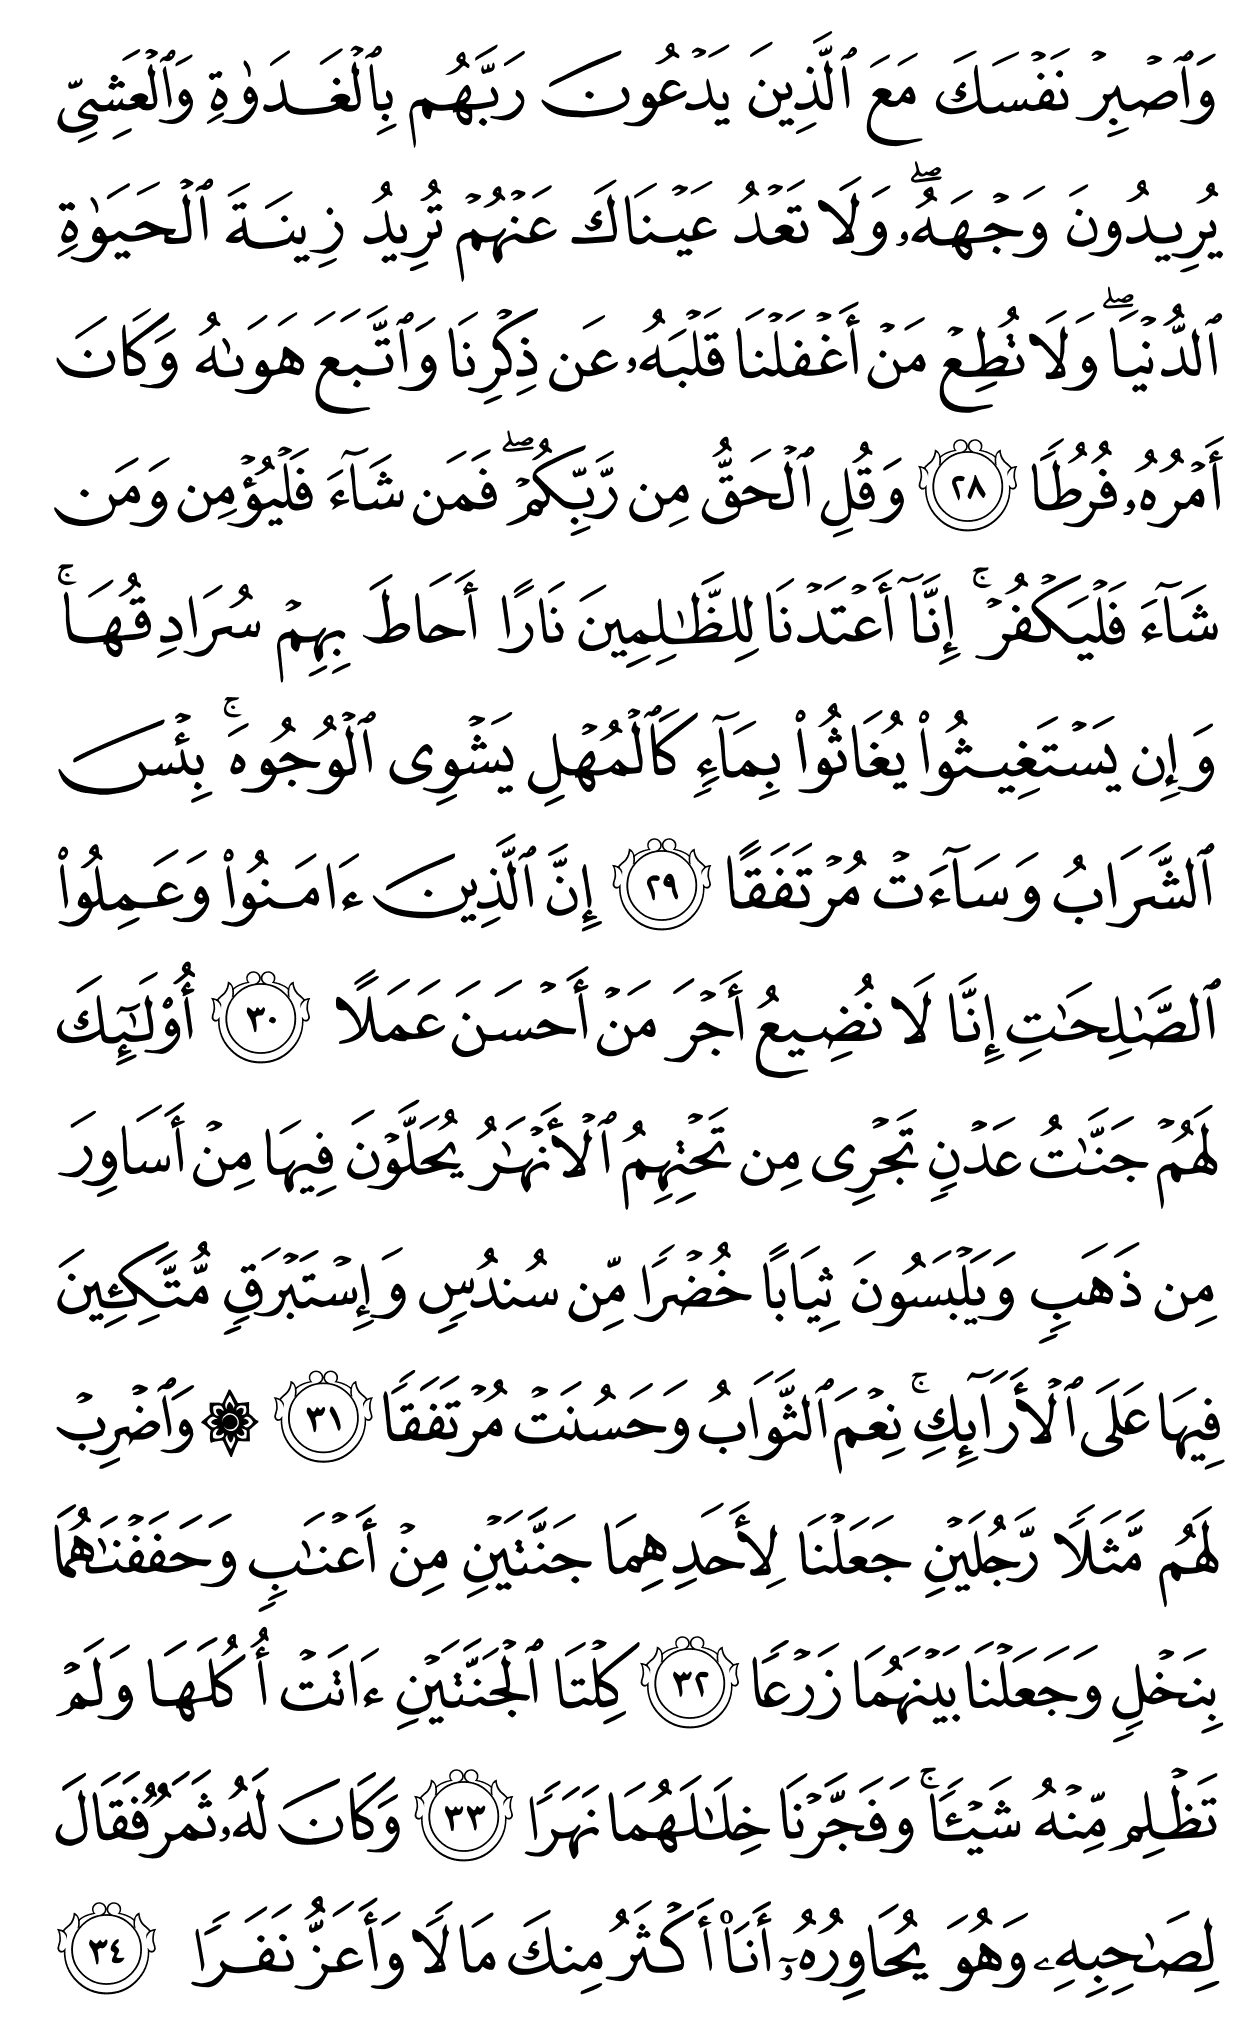 وَٱصۡبِرۡ نَفۡسَكَ مَعَ ٱلَّذِينَ يَدۡعُونَ رَبَّهُم بِٱلۡغَدَوٰةِ وَٱلۡعَشِيِّ
يُرِيدُونَ وَجۡهَهُۥۖ وَلَا تَعۡدُ عَيۡنَاكَ عَنۡهُمۡ تُرِيدُ زِينَةَ ٱلۡحَيَوٰةِ
ٱلدُّنۡيَاۖ وَلَا تُطِعۡ مَنۡ أَغۡفَلۡنَا قَلۡبَهُۥ عَن ذِكۡرِنَا وَٱتَّبَعَ هَوَىٰهُ وَكَانَ
أَمۡرُهُۥ فُرُطٗا ٢٨ وَقُلِ ٱلۡحَقُّ مِن رَّبِّكُمۡۖ فَمَن شَآءَ فَلۡيُؤۡمِن وَمَن
شَآءَ فَلۡيَكۡفُرۡۚ إِنَّآ أَعۡتَدۡنَا لِلظَّٰلِمِينَ نَارًا أَحَاطَ بِهِمۡ سُرَادِقُهَاۚ
وَإِن يَسۡتَغِيثُواْ يُغَاثُواْ بِمَآءٖ كَٱلۡمُهۡلِ يَشۡوِي ٱلۡوُجُوهَۚ بِئۡسَ
ٱلشَّرَابُ وَسَآءَتۡ مُرۡتَفَقًا ٢٩ إِنَّ ٱلَّذِينَ ءَامَنُواْ وَعَمِلُواْ
ٱلصَّٰلِحَٰتِ إِنَّا لَا نُضِيعُ أَجۡرَ مَنۡ أَحۡسَنَ عَمَلًا ٣٠ أُوْلَٰٓئِكَ
لَهُمۡ جَنَّٰتُ عَدۡنٖ تَجۡرِي مِن تَحۡتِهِمُ ٱلۡأَنۡهَٰرُ يُحَلَّوۡنَ فِيهَا مِنۡ أَسَاوِرَ
مِن ذَهَبٖ وَيَلۡبَسُونَ ثِيَابًا خُضۡرٗا مِّن سُندُسٖ وَإِسۡتَبۡرَقٖ مُّتَّكِـِٔينَ
فِيهَا عَلَى ٱلۡأَرَآئِكِۚ نِعۡمَ ٱلثَّوَابُ وَحَسُنَتۡ مُرۡتَفَقٗا ٣١ ۞ وَٱضۡرِبۡ
لَهُم مَّثَلٗا رَّجُلَيۡنِ جَعَلۡنَا لِأَحَدِهِمَا جَنَّتَيۡنِ مِنۡ أَعۡنَٰبٖ وَحَفَفۡنَٰهُمَا
بِنَخۡلٖ وَجَعَلۡنَا بَيۡنَهُمَا زَرۡعٗا ٣٢ كِلۡتَا ٱلۡجَنَّتَيۡنِ ءَاتَتۡ أُكُلَهَا وَلَمۡ
تَظۡلِم مِّنۡهُ شَيۡـٔٗاۚ وَفَجَّرۡنَا خِلَٰلَهُمَا نَهَرٗا ٣٣ وَكَانَ لَهُۥ ثَمَرٞ فَقَالَ
لِصَٰحِبِهِۦ وَهُوَ يُحَاوِرُهُۥٓ أَنَا۠ أَكۡثَرُ مِنكَ مَالٗا وَأَعَزُّ نَفَرٗا ٣٤